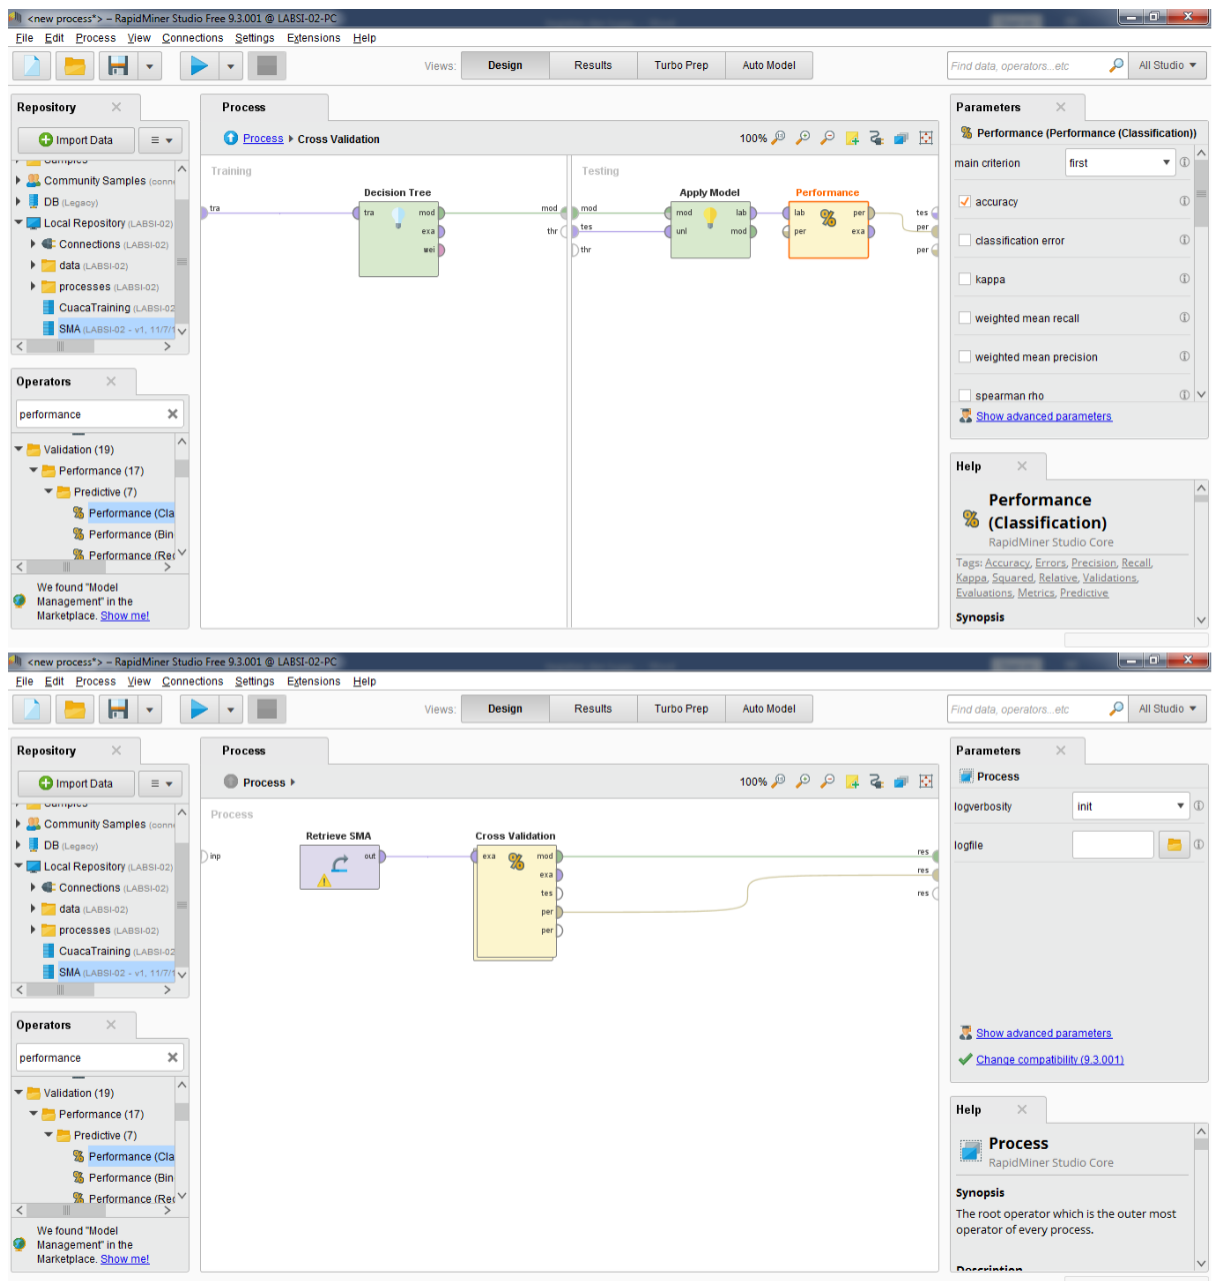 <new process*> – RapidMiner Studio Free 9.3.001 @ LABSI-02-PC
File Edit Process View Connections Settings Extensions Help
Views: Design Results Turbo Prep Auto Model
Find data, operators...etc
All Studio
Repository
Import Data
Samples
Community Samples (conn
DB (Legacy)
Local Repository (LABSI-02)
Connections (LABSI-02)
data (LABSI-02)
processes (LABSI-02)
CuacaTraining (LABSI-02
SMA (LABSI-02 - v1, 11/7/1
Operators
performance
Validation (19)
Performance (17)
Predictive (7)
Performance (Cla
Performance (Bin
Performance (Re
We found "Model
Management" in the
Marketplace. Show me!
Process
Process Cross Validation
100%
Training
tra
Decision Tree
tra mod
exa
wei
mod
thr
Testing
mod
tes
thr
Apply Model
mod lab
unl mod
Performance
lab % per
per exa
tes
per
per
Parameters
% Performance (Performance (Classification))
main criterion first
accuracy
classification error
kappa
weighted mean recall
weighted mean precision
spearman rho
Show advanced parameters
Help
Performance
% (Classification)
RapidMiner Studio Core
Tags: Accuracy, Errors, Precision, Recall,
Kappa, Squared, Relative, Validations,
Evaluations, Metrics, Predictive
Synopsis
<new process*> – RapidMiner Studio Free 9.3.001 @ LABSI-02-PC
File Edit Process View Connections Settings Extensions Help
Views: Design Results Turbo Prep Auto Model
Find data, operators...etc
All Studio
Repository
Import Data
Samples
Community Samples (conn
DB (Legacy)
Local Repository (LABSI-02)
Connections (LABSI-02)
data (LABSI-02)
processes (LABSI-02)
CuacaTraining (LABSI-02
SMA (LABSI-02 - v1, 11/7/1
Operators
performance
Validation (19)
Performance (17)
Predictive (7)
Performance (Cla
Performance (Bin
Performance (Re
We found "Model
Management" in the
Marketplace. Show me!
Process
Process
100%
Process
inp
Retrieve SMA
out
Cross Validation
exa % mod
exa
tes
per
per
res
res
res
Parameters
Process
logverbosity init
logfile
Show advanced parameters
Change compatibility (9.3.001)
Help
Process
RapidMiner Studio Core
Synopsis
The root operator which is the outer most
operator of every process.
Description